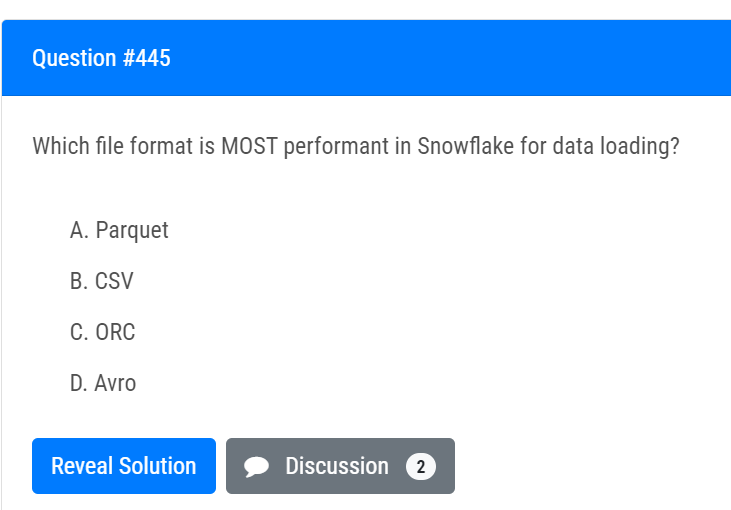 Question #445
Which file format is MOST performant in Snowflake for data loading?
A. Parquet
B. CSV
C. ORC
D. Avro
Reveal Solution Discussion 2